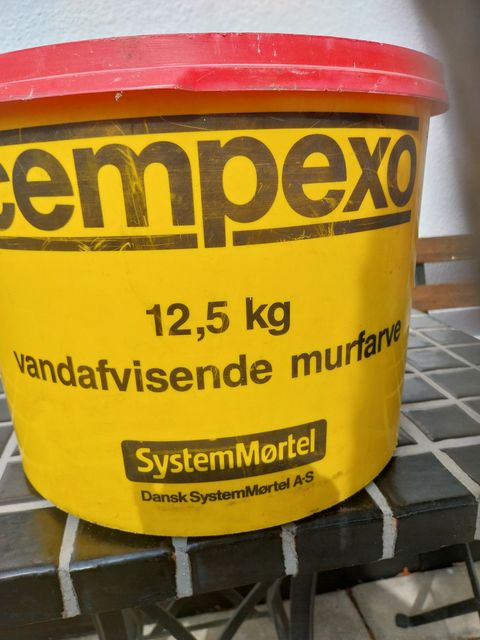 cempexo
12,5 kg
vandafvisende murfarve
SystemMørtel
Dansk SystemMørtel A-S